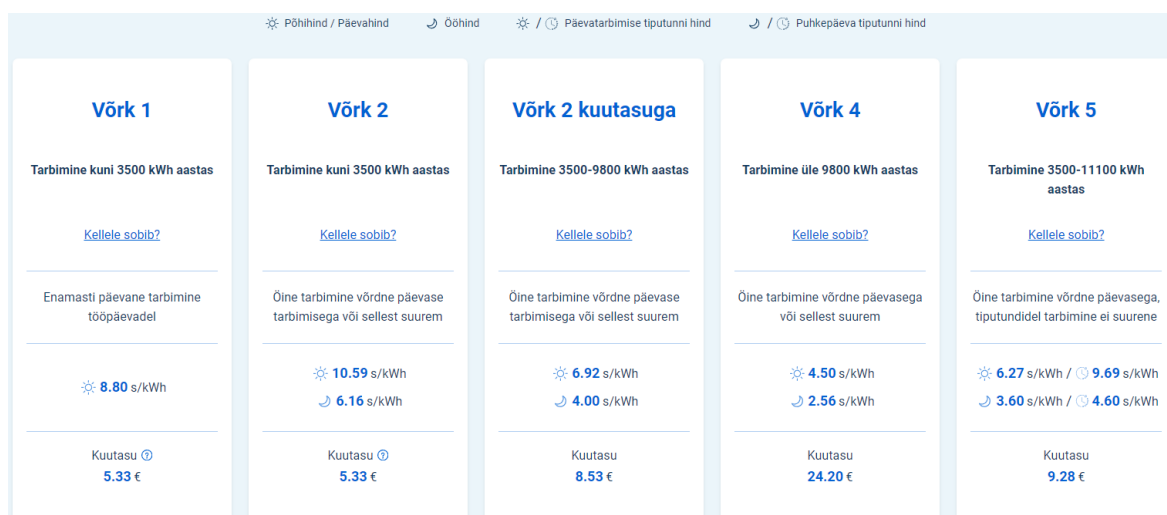 Põhihind / Päevahind Ööhind / Päevatarbimise tiputunni hind / Puhkepäeva tiputunni hind
Võrk 1
Tarbimine kuni 3500 kWh aastas
Kellele sobib?
Enamasti päevane tarbimine
tööpäevadel
8.80 s/kWh
Kuutasu
5.33 €
Võrk 2
Tarbimine kuni 3500 kWh aastas
Kellele sobib?
Öine tarbimine võrdne päevase
tarbimisega või sellest suurem
10.59 s/kWh
6.16 s/kWh
Kuutasu
5.33 €
Võrk 2 kuutasuga
Tarbimine 3500-9800 kWh aastas
Kellele sobib?
Öine tarbimine võrdne päevase
tarbimisega või sellest suurem
6.92 s/kWh
4.00 s/kWh
Kuutasu
8.53 €
Võrk 4
Tarbimine üle 9800 kWh aastas
Kellele sobib?
Öine tarbimine võrdne päevasega
või sellest suurem
4.50 s/kWh
2.56 s/kWh
Kuutasu
24.20 €
Võrk 5
Tarbimine 3500-11100 kWh
aastas
Kellele sobib?
Öine tarbimine võrdne päevasega,
tiputundidel tarbimine ei suurene
6.27 s/kWh / 9.69 s/kWh
3.60 s/kWh / 4.60 s/kWh
Kuutasu
9.28 €